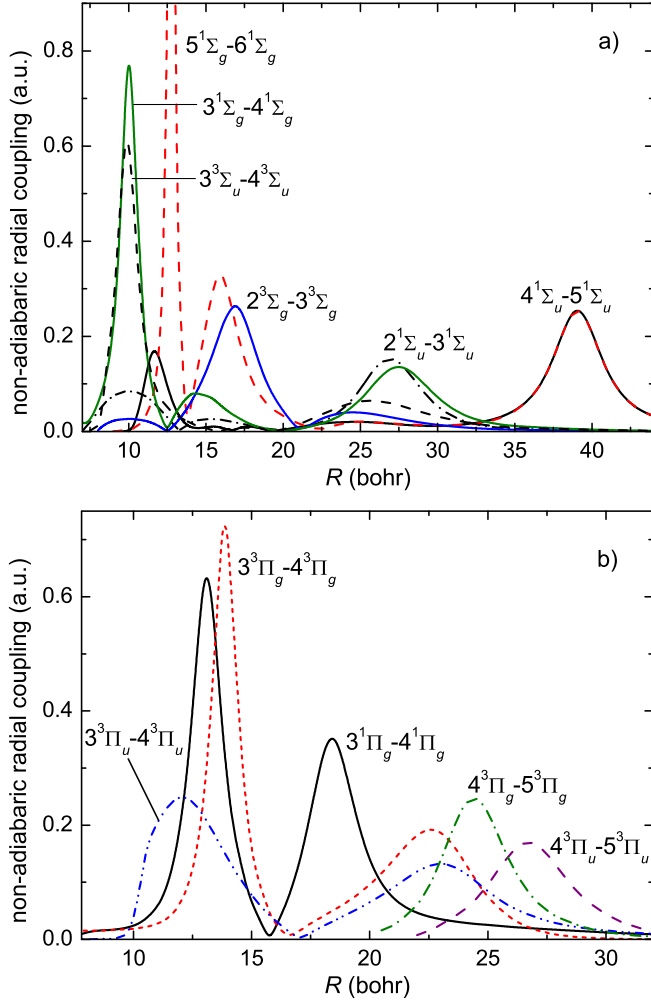 0.8
5¹Σg-6¹Σg
a)
3¹Σg-4¹Σg
0.6
3³Σu-4³Σu
0.4
2³Σg-3³Σg
4¹Σu-5¹Σu
0.2
2¹Σu-3¹Σu
0.0
10 15 20 25 30 35 40
R (bohr)
non-adiabaric radial coupling (a.u.)
b)
3³Πg-4³Πg
0.6
0.4
3³Πu-4³Πu
3¹Πg-4¹Πg
4³Πg-5³Πg
0.2
4³Πu-5³Πu
0.0
10 15 20 25 30
R (bohr)
non-adiabaric radial coupling (a.u.)